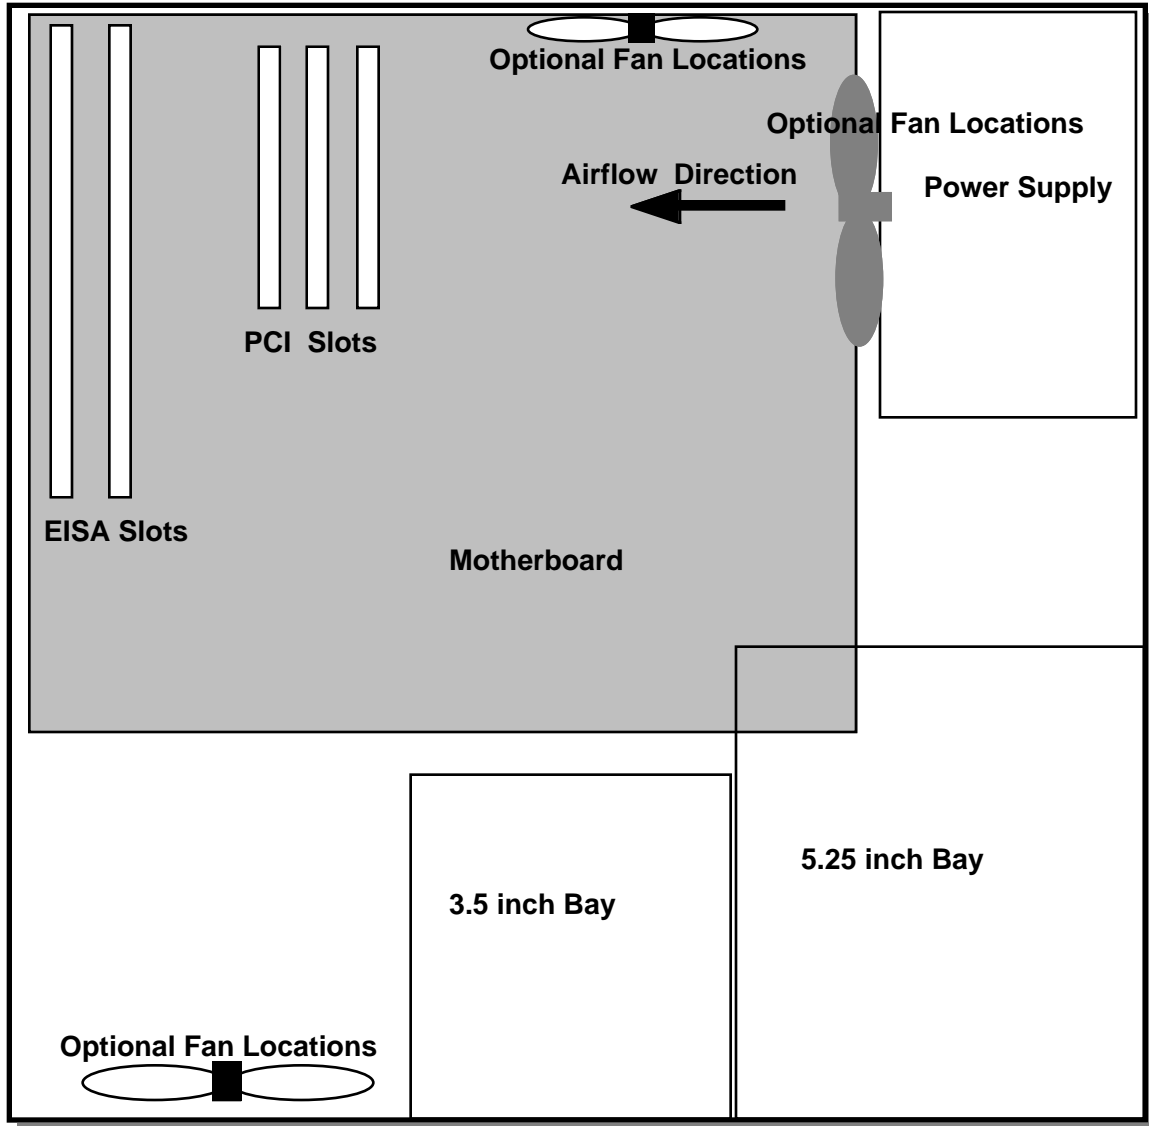 Optional Fan Locations
Optional Fan Locations
Airflow Direction
Power Supply
PCI Slots
EISA Slots
Motherboard
5.25 inch Bay
3.5 inch Bay
Optional Fan Locations